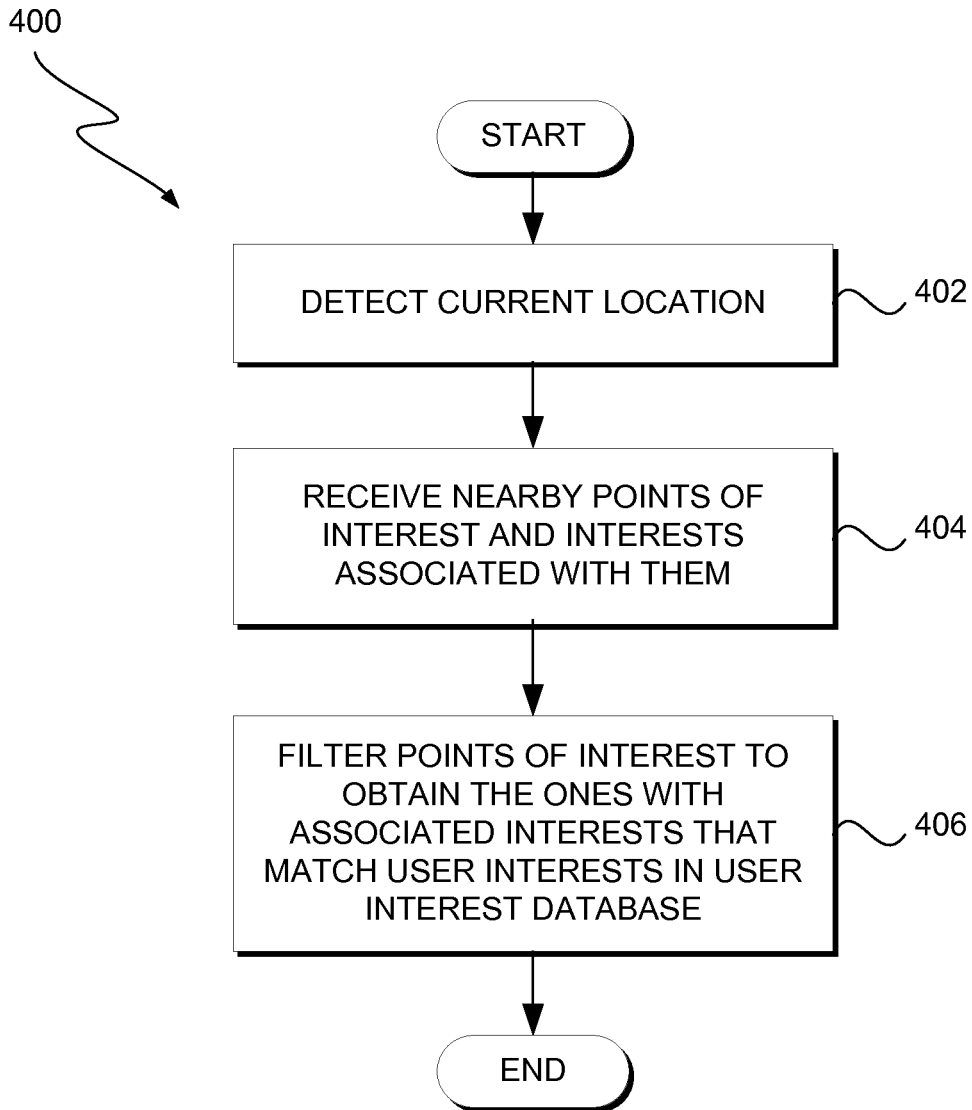 400
START
DETECT CURRENT LOCATION
402
RECEIVE NEARBY POINTS OF
INTEREST AND INTERESTS
ASSOCIATED WITH THEM
404
FILTER POINTS OF INTEREST TO
OBTAIN THE ONES WITH
ASSOCIATED INTERESTS THAT
MATCH USER INTERESTS IN USER
INTEREST DATABASE
406
END